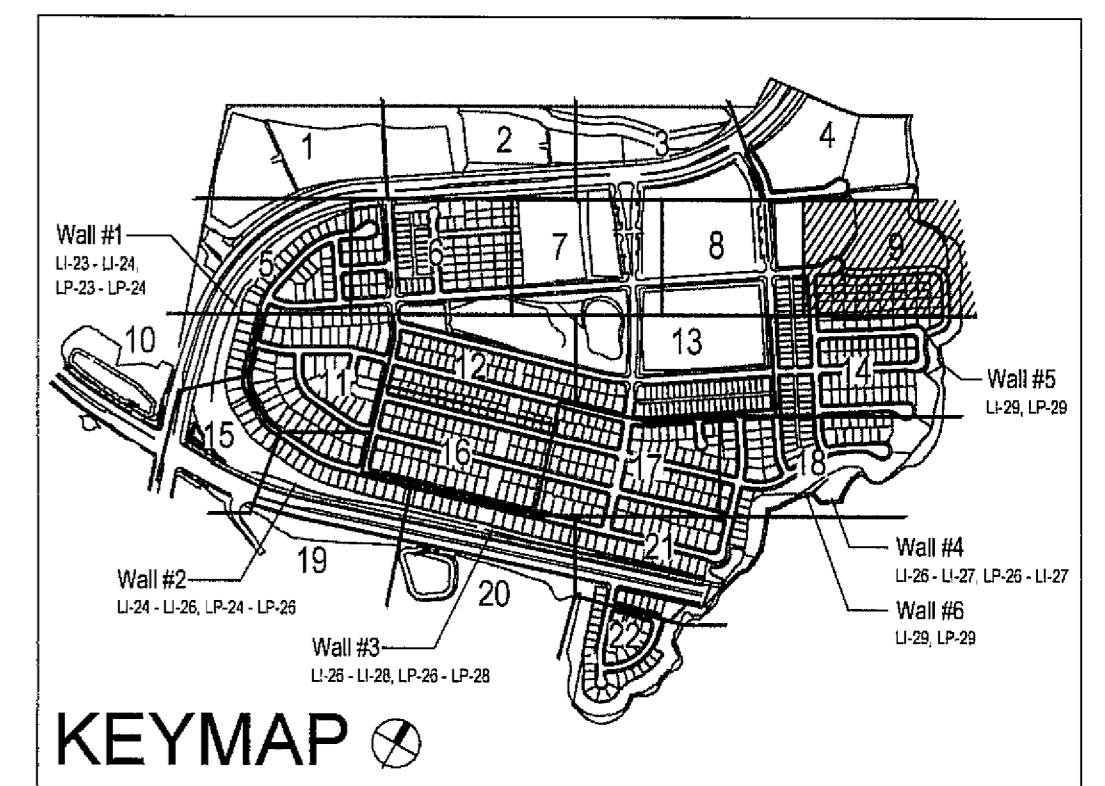 1
2
3
4
Wall #1
LI-23 - LI-24,
LP-23 - LP-24
5
6
7
8
9
10
11
12
13
14
Wall #5
LI-29, LP-29
15
16
17
18
Wall #4
LI-26 - LI-27, LP-26 - LI-27
Wall #2
LI-24 - LI-26, LP-24 - LP-26
19
20
21
Wall #6
LI-29, LP-29
Wall #3
LI-26 - LI-28, LP-26 - LP-28
22
KEYMAP